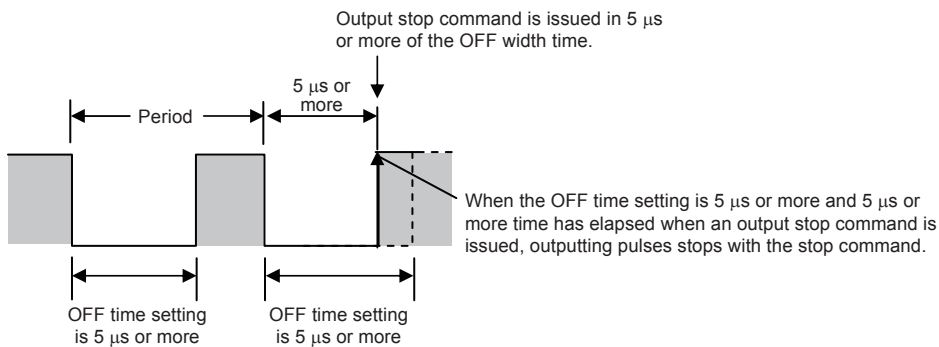 Output stop command is issued in 5 μs
or more of the OFF width time.
5 μs or
more
Period
When the OFF time setting is 5 μs or more and 5 μs or
more time has elapsed when an output stop command is
issued, outputting pulses stops with the stop command.
OFF time setting
is 5 μs or more
OFF time setting
is 5 μs or more